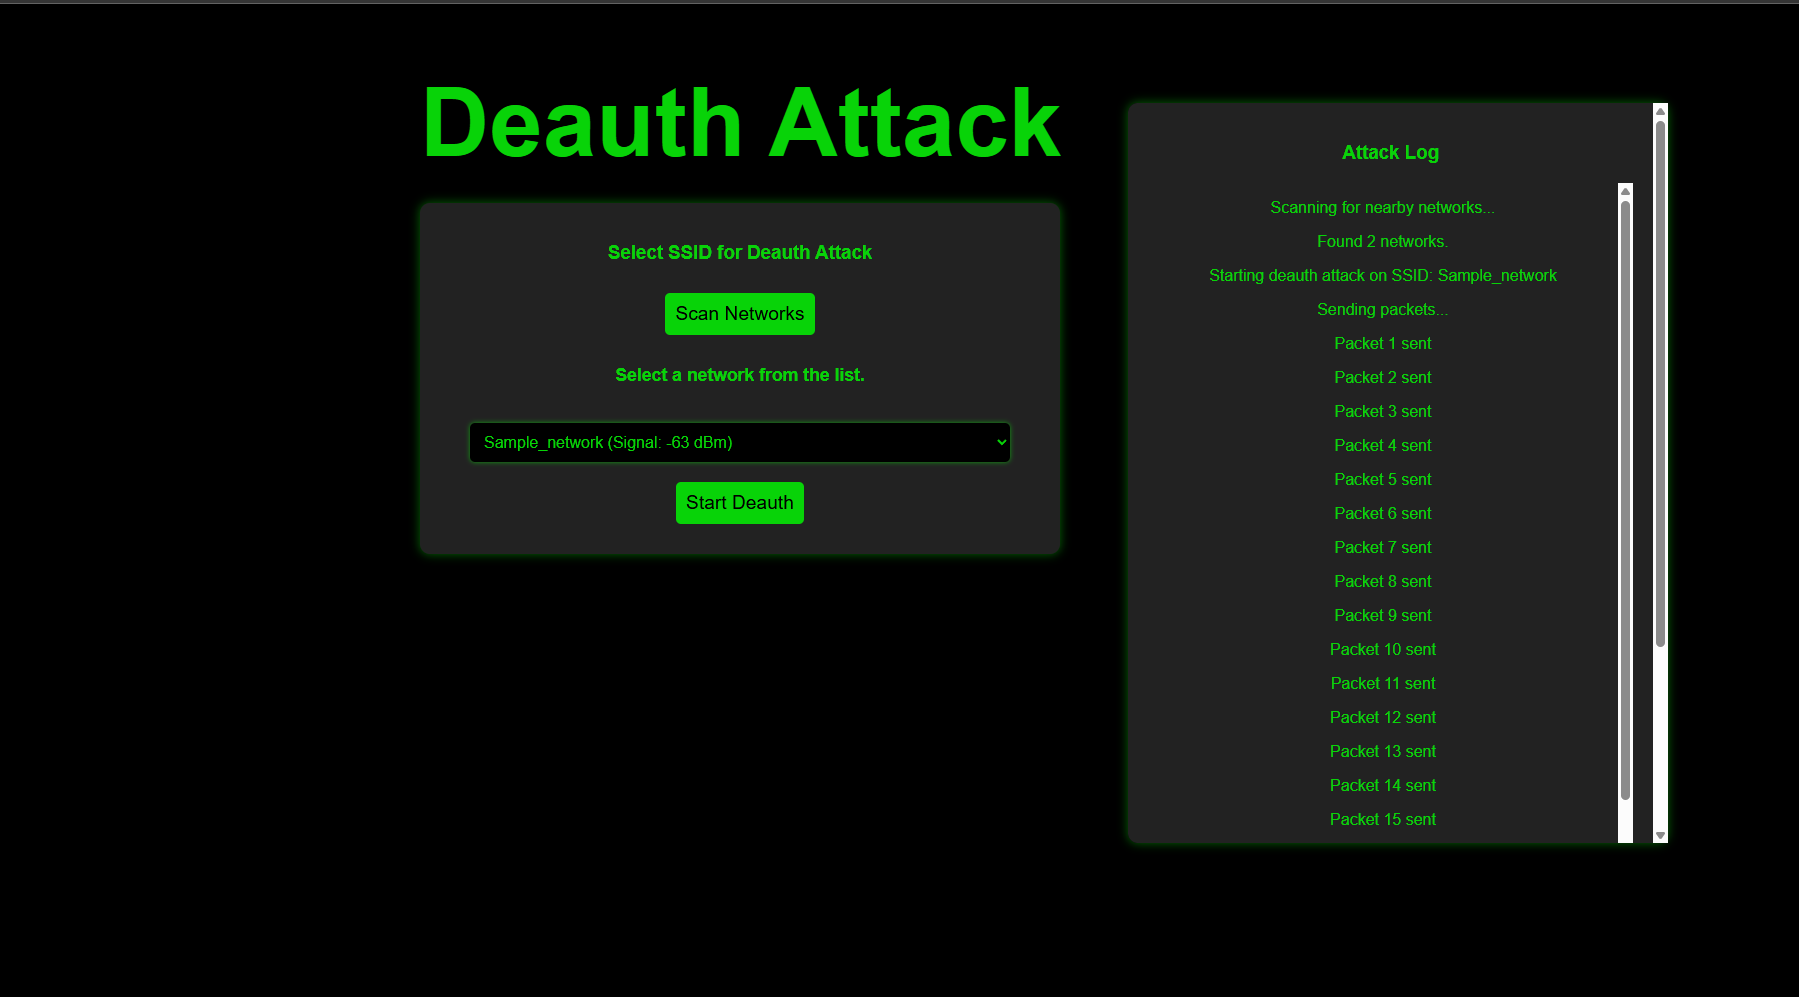 Deauth Attack
Select SSID for Deauth Attack
Scan Networks
Select a network from the list.
Sample_network (Signal: -63 dBm)
Start Deauth
Attack Log
Scanning for nearby networks...
Found 2 networks.
Starting deauth attack on SSID: Sample_network
Sending packets...
Packet 1 sent
Packet 2 sent
Packet 3 sent
Packet 4 sent
Packet 5 sent
Packet 6 sent
Packet 7 sent
Packet 8 sent
Packet 9 sent
Packet 10 sent
Packet 11 sent
Packet 12 sent
Packet 13 sent
Packet 14 sent
Packet 15 sent